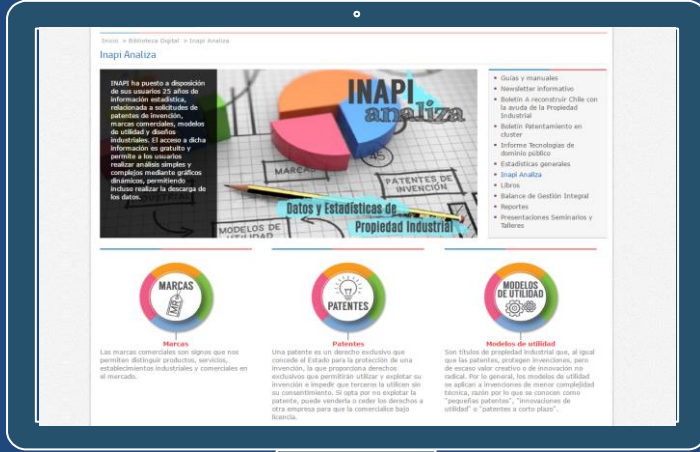 Inicio » Biblioteca Digital » Inapi Analiza
Inapi Analiza
INAPI ha puesto a disposición
de sus usuarios 25 años de
información estadística,
relacionada a solicitudes de
patentes de invención,
marcas comerciales, modelos
de utilidad y diseños
industriales. El acceso a dicha
información es gratuito y
permite a los usuarios
realizar análisis simples y
complejos mediante gráficos
dinámicos, permitiendo
incluso realizar la descarga de
los datos.
INAPI
analiza
45
MARCAS
PATENTES DE
INVENCIÓN
INDUSTRIAL
MODELOS DE
UTILIDAD
Datos y Estadísticas de
Propiedad Industrial
Guías y manuales
Newsletter informativo
Boletín A reconstruir Chile con
la ayuda de la Propiedad
Industrial
Boletín Patentamiento en
cluster
Informe Tecnologías de
dominio público
Estadísticas generales
Inapi Analiza
Libros
Balance de Gestión Integral
Reportes
Presentaciones Seminarios y
Talleres
MARCAS
MR
Marcas
Las marcas comerciales son signos que nos
permiten distinguir productos, servicios,
establecimientos industriales y comerciales en
el mercado.
PATENTES
Patentes
Una patente es un derecho exclusivo que
concede el Estado para la protección de una
invención, la que proporciona derechos
exclusivos que permitirán utilizar y explotar su
invención e impedir que terceros la utilicen sin
su consentimiento. Si opta por no explotar la
patente, puede venderla o ceder los derechos a
otra empresa para que la comercialice bajo
licencia.
MODELOS
DE UTILIDAD
Modelos de utilidad
Son títulos de propiedad industrial que, al igual
que las patentes, protegen invenciones, pero
de escaso valor creativo o de innovación no
radical. Por lo general, los modelos de utilidad
se aplican a invenciones de menor complejidad
técnica, razón por lo que se conocen como
"pequeñas patentes", "innovaciones de
utilidad" o "patentes a corto plazo".